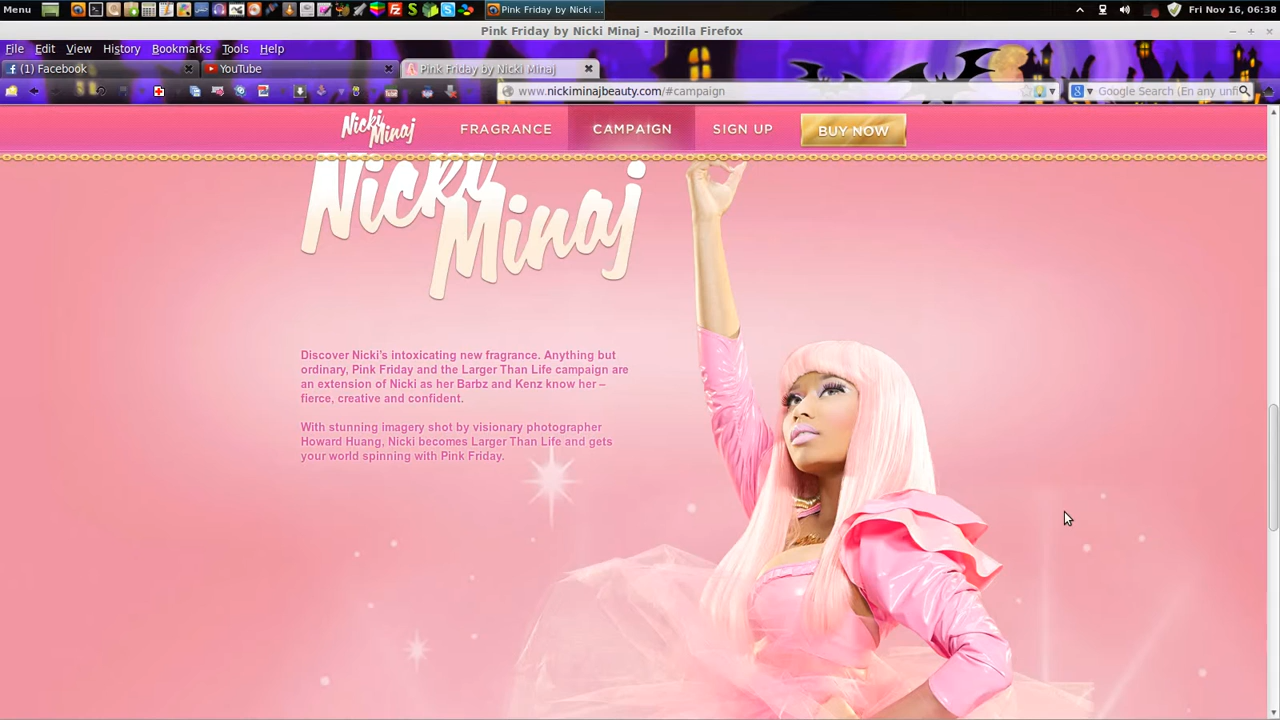 Menu
Pink Friday by Nicki ...
Fri Nov 16, 06:38
Pink Friday by Nicki Minaj - Mozilla Firefox
File Edit View History Bookmarks Tools Help
(1) Facebook
YouTube
Pink Friday by Nicki Minaj
www.nickiminajbeauty.com/#campaign
Google Search (En any unfi
Nicki Minaj
FRAGRANCE
CAMPAIGN
SIGN UP
BUY NOW
Nicki
Minaj
Discover Nicki's intoxicating new fragrance. Anything but
ordinary, Pink Friday and the Larger Than Life campaign are
an extension of Nicki as her Barbz and Kenz know her –
fierce, creative and confident.
With stunning imagery shot by visionary photographer
Howard Huang, Nicki becomes Larger Than Life and gets
your world spinning with Pink Friday.